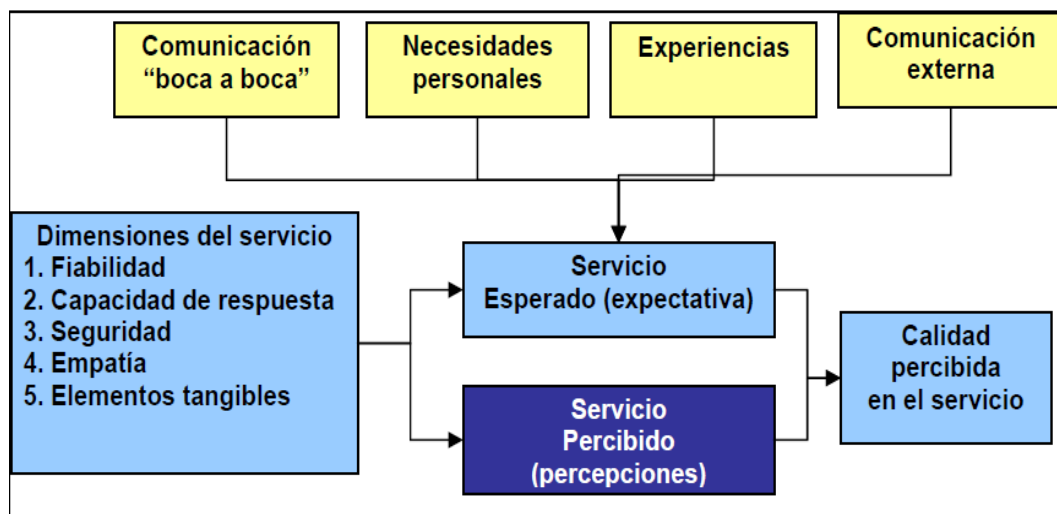 Comunicación
“boca a boca”
Necesidades
personales
Experiencias
Comunicación
externa
Dimensiones del servicio
1. Fiabilidad
2. Capacidad de respuesta
3. Seguridad
4. Empatía
5. Elementos tangibles
Servicio
Esperado (expectativa)
Servicio
Percibido
(percepciones)
Calidad
percibida
en el servicio